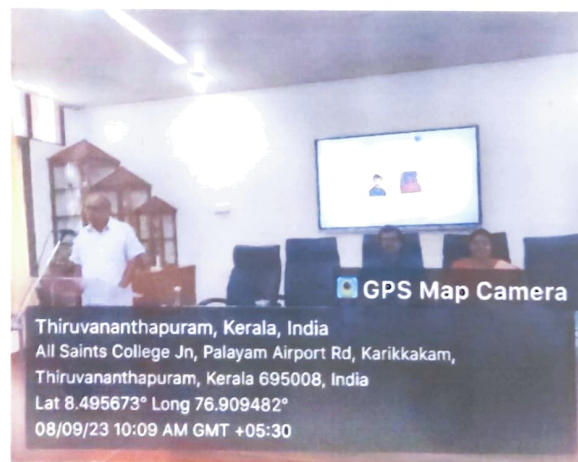 GPS Map Camera
Thiruvananthapuram, Kerala, India
All Saints College Jn, Palayam Airport Rd, Karikkakam,
Thiruvananthapuram, Kerala 695008, India
Lat 8.495673° Long 76.909482°
08/09/23 10:09 AM GMT +05:30